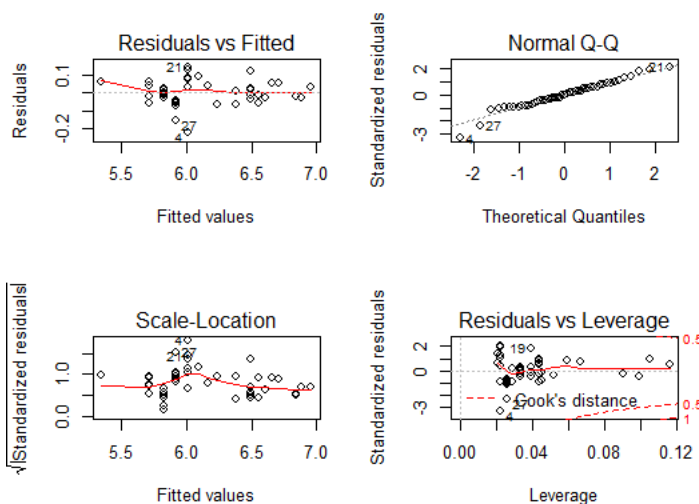 Residuals vs Fitted
Residuals
0.1
-0.2
21
27
4
5.5 6.0 6.5 7.0
Fitted values
Normal Q-Q
Standardized residuals
2
0
-3
21
27
4
-2 -1 0 1 2
Theoretical Quantiles
Scale-Location
√|Standardized residuals|
1.0
0.0
4
21
27
5.5 6.0 6.5 7.0
Fitted values
Residuals vs Leverage
Standardized residuals
2
0
-3
19
27
4
Cook's distance
0.5
0.5
1
0.00 0.04 0.08 0.12
Leverage